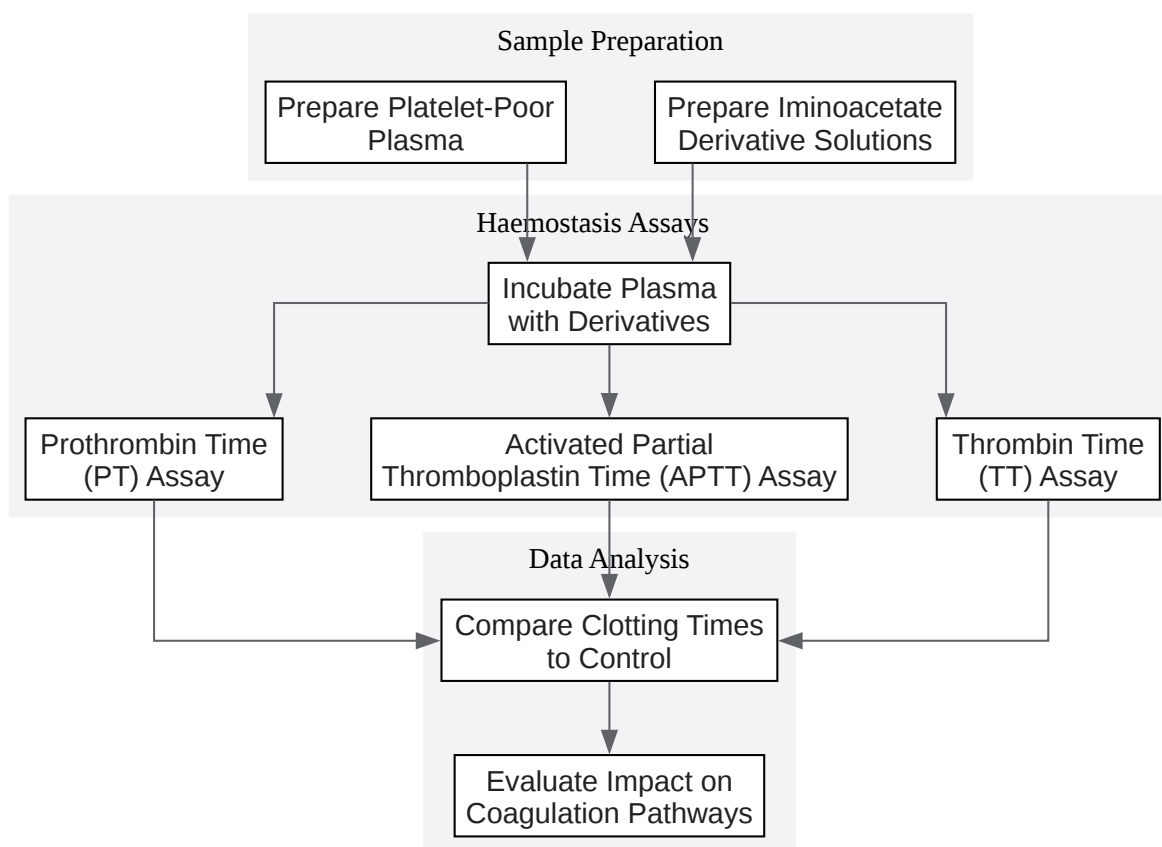 Sample Preparation
Prepare Platelet-Poor
Plasma
Prepare Iminoacetate
Derivative Solutions
Haemostasis Assays
Incubate Plasma
with Derivatives
Prothrombin Time
(PT) Assay
Activated Partial
Thromboplastin Time (APTT) Assay
Thrombin Time
(TT) Assay
Data Analysis
Compare Clotting Times
to Control
Evaluate Impact on
Coagulation Pathways